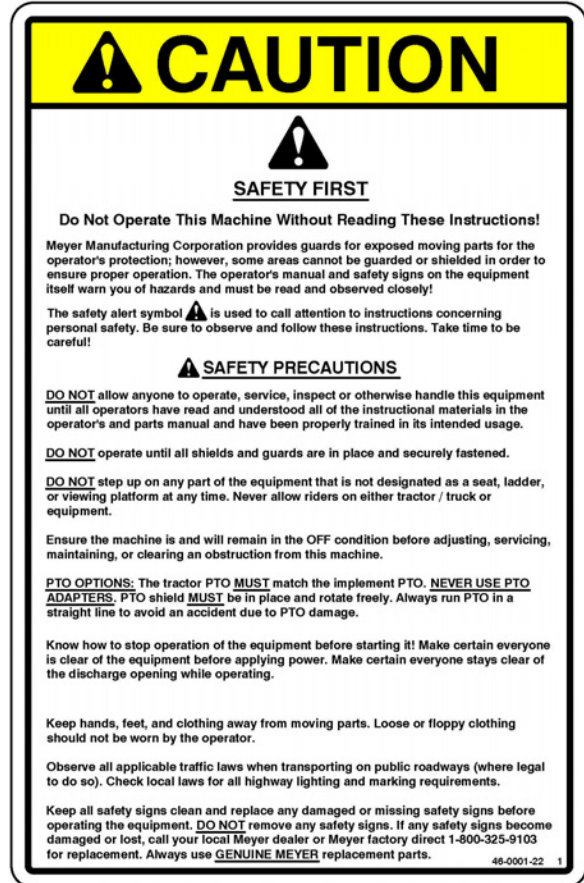 CAUTION
SAFETY FIRST
Do Not Operate This Machine Without Reading These Instructions!
Meyer Manufacturing Corporation provides guards for exposed moving parts for the
operator's protection; however, some areas cannot be guarded or shielded in order to
ensure proper operation. The operator's manual and safety signs on the equipment
itself warn you of hazards and must be read and observed closely!
The safety alert symbol is used to call attention to instructions concerning
personal safety. Be sure to observe and follow these instructions. Take time to be
careful!
SAFETY PRECAUTIONS
DO NOT allow anyone to operate, service, inspect or otherwise handle this equipment
until all operators have read and understood all of the instructional materials in the
operator's and parts manual and have been properly trained in its intended usage.
DO NOT operate until all shields and guards are in place and securely fastened.
DO NOT step up on any part of the equipment that is not designated as a seat, ladder,
or viewing platform at any time. Never allow riders on either tractor / truck or
equipment.
Ensure the machine is and will remain in the OFF condition before adjusting, servicing,
maintaining, or clearing an obstruction from this machine.
PTO OPTIONS: The tractor PTO MUST match the implement PTO. NEVER USE PTO
ADAPTERS. PTO shield MUST be in place and rotate freely. Always run PTO in a
straight line to avoid an accident due to PTO damage.
Know how to stop operation of the equipment before starting it! Make certain everyone
is clear of the equipment before applying power. Make certain everyone stays clear of
the discharge opening while operating.
Keep hands, feet, and clothing away from moving parts. Loose or floppy clothing
should not be worn by the operator.
Observe all applicable traffic laws when transporting on public roadways (where legal
to do so). Check local laws for all highway lighting and marking requirements.
Keep all safety signs clean and replace any damaged or missing safety signs before
operating the equipment. DO NOT remove any safety signs. If any safety signs become
damaged or lost, call your local Meyer dealer or Meyer factory direct 1-800-325-9103
for replacement. Always use GENUINE MEYER replacement parts.
46-0001-22 1